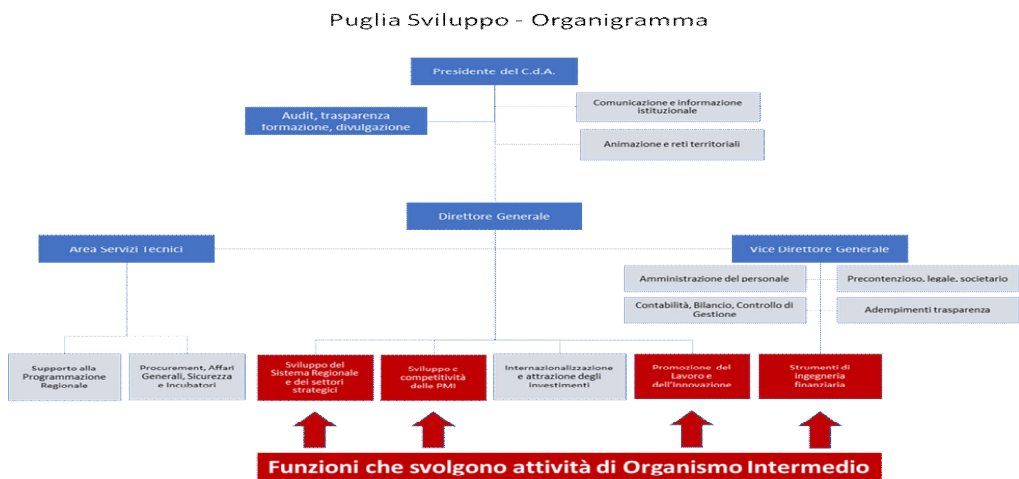 Puglia Sviluppo - Organigramma
Presidente del C.d.A.
Comunicazione e informazione
istituzionale
Audit, trasparenza
formazione, divulgazione
Animazione e reti territoriali
Direttore Generale
Area Servizi Tecnici
Vice Direttore Generale
Amministrazione del personale
Precontenzioso, legale, societario
Contabilità, Bilancio, Controllo di
Gestione
Adempimenti trasparenza
Supporto alla
Programmazione
Regionale
Procurement, Affari
Generali, Sicurezza
e Incubatori
Sviluppo del
Sistema Regionale
e dei settori
strategici
Sviluppo e
competitività
delle PMI
Internazionalizzazione
e attrazione degli
investimenti
Promozione del
Lavoro e
dell'Innovazione
Strumenti di
ingegneria
finanziaria
Funzioni che svolgono attività di Organismo Intermedio